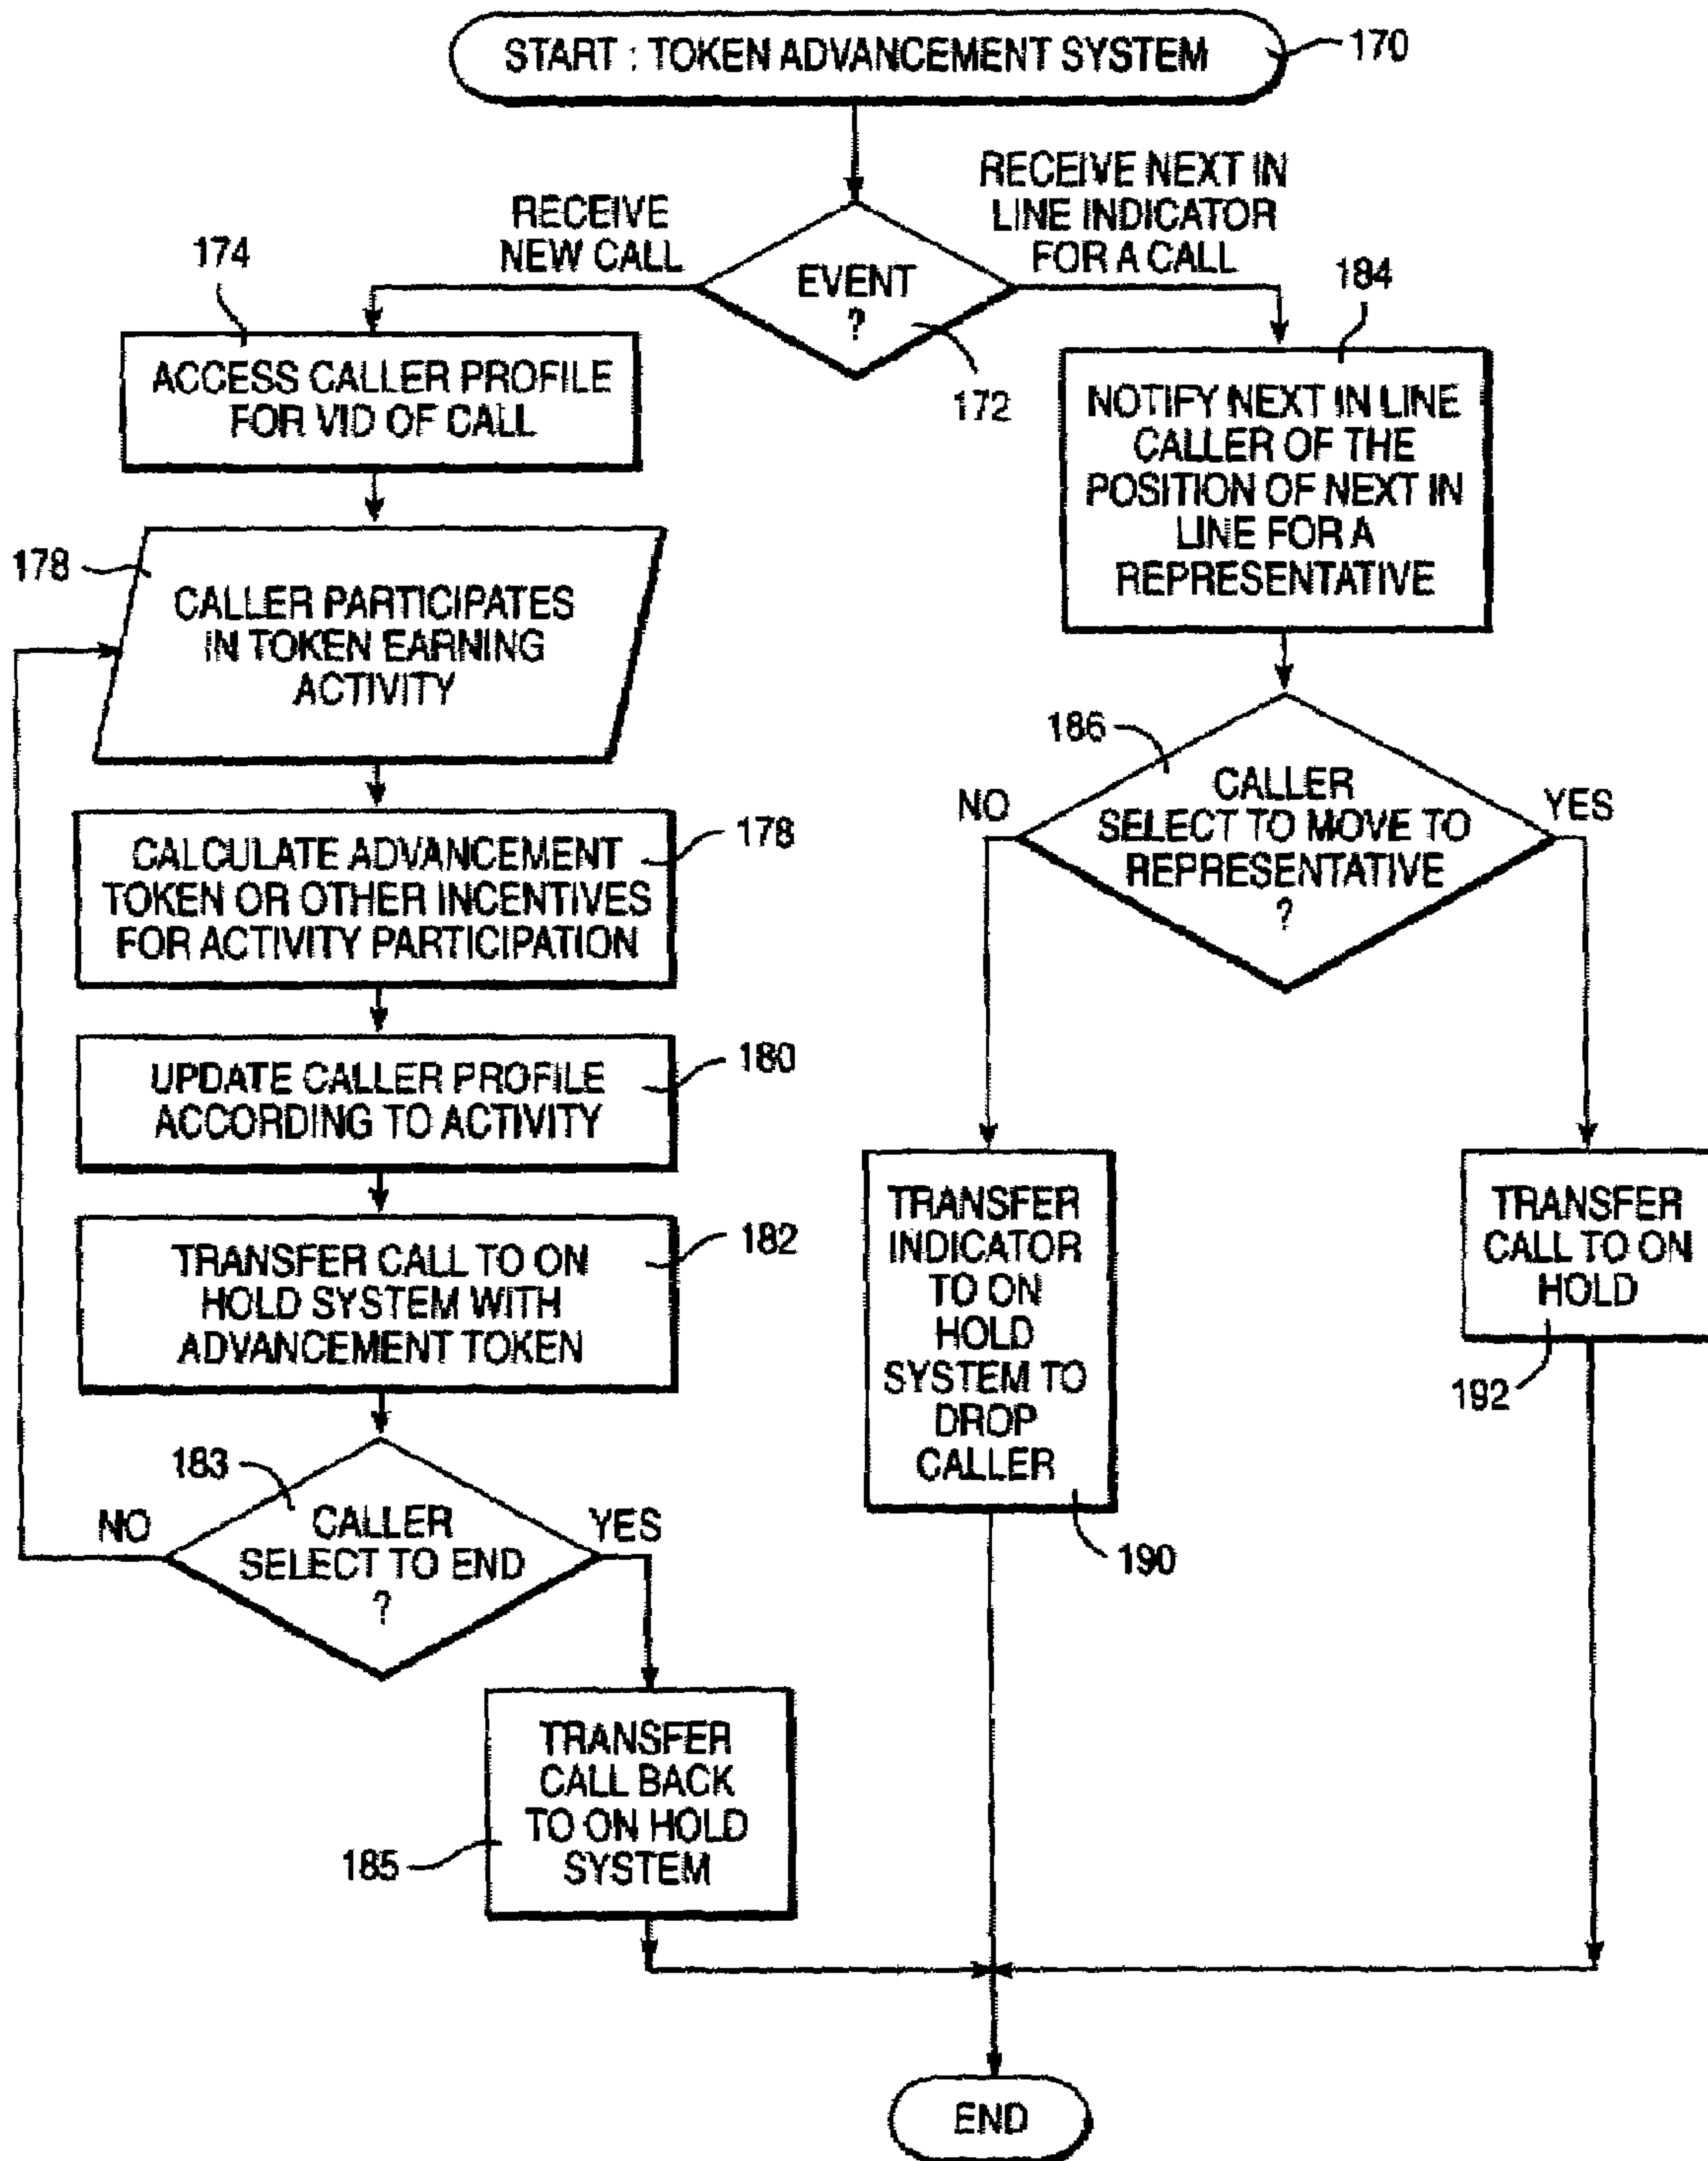 START : TOKEN ADVANCEMENT SYSTEM
170
RECEIVE
NEW CALL
RECEIVE NEXT IN
LINE INDICATOR
FOR A CALL
EVENT
?
172
174
ACCESS CALLER PROFILE
FOR VID OF CALL
184
NOTIFY NEXT IN LINE
CALLER OF THE
POSITION OF NEXT IN
LINE FOR A
REPRESENTATIVE
178
CALLER PARTICIPATES
IN TOKEN EARNING
ACTIVITY
186
NO
CALLER
SELECT TO MOVE TO
REPRESENTATIVE
?
YES
CALCULATE ADVANCEMENT
TOKEN OR OTHER INCENTIVES
FOR ACTIVITY PARTICIPATION
178
UPDATE CALLER PROFILE
ACCORDING TO ACTIVITY
180
TRANSFER CALL TO ON
HOLD SYSTEM WITH
ADVANCEMENT TOKEN
182
TRANSFER
INDICATOR
TO ON
HOLD
SYSTEM TO
DROP
CALLER
190
TRANSFER
CALL TO ON
HOLD
192
183
NO
CALLER
SELECT TO END
?
YES
TRANSFER
CALL BACK
TO ON HOLD
SYSTEM
185
END